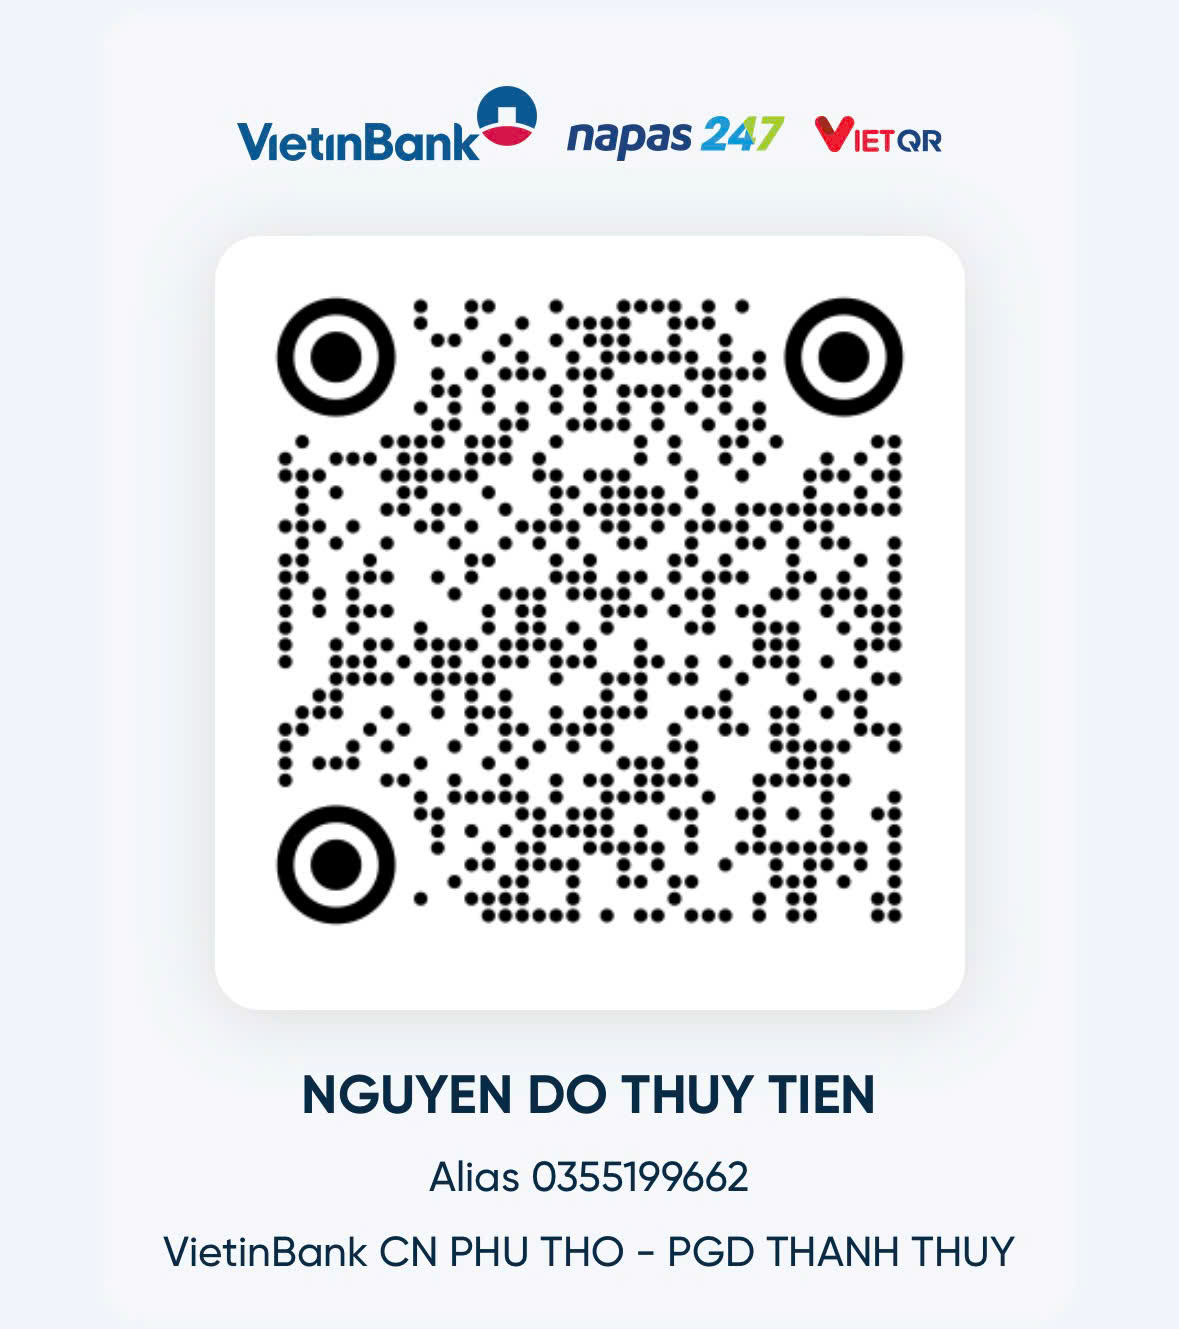 VietinBank napas 247 VIETQR
NGUYEN DO THUY TIEN
Alias 0355199662
VietinBank CN PHU THO - PGD THANH THUY